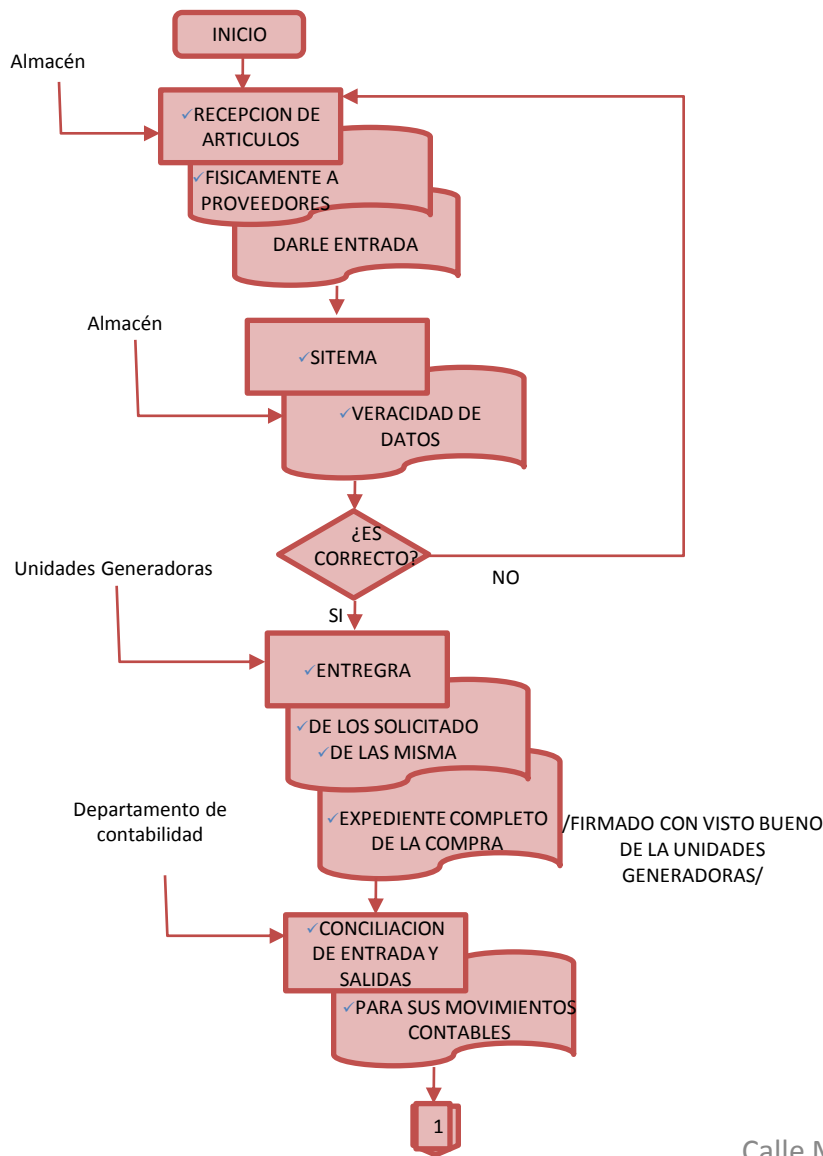 INICIO
Almacén
✓RECEPCION DE
ARTICULOS
✓FISICAMENTE A
PROVEEDORES
DARLE ENTRADA
Almacén
✓SITEMA
✓VERACIDAD DE
DATOS
¿ES
CORRECTO?
NO
Unidades Generadoras
SI
✓ENTREGRA
✓DE LOS SOLICITADO
✓DE LAS MISMA
Departamento de
contabilidad
✓EXPEDIENTE COMPLETO
DE LA COMPRA
/FIRMADO CON VISTO BUENO
DE LA UNIDADES
GENERADORAS/
✓CONCILIACION
DE ENTRADA Y
SALIDAS
✓PARA SUS MOVIMIENTOS
CONTABLES
1
Calle